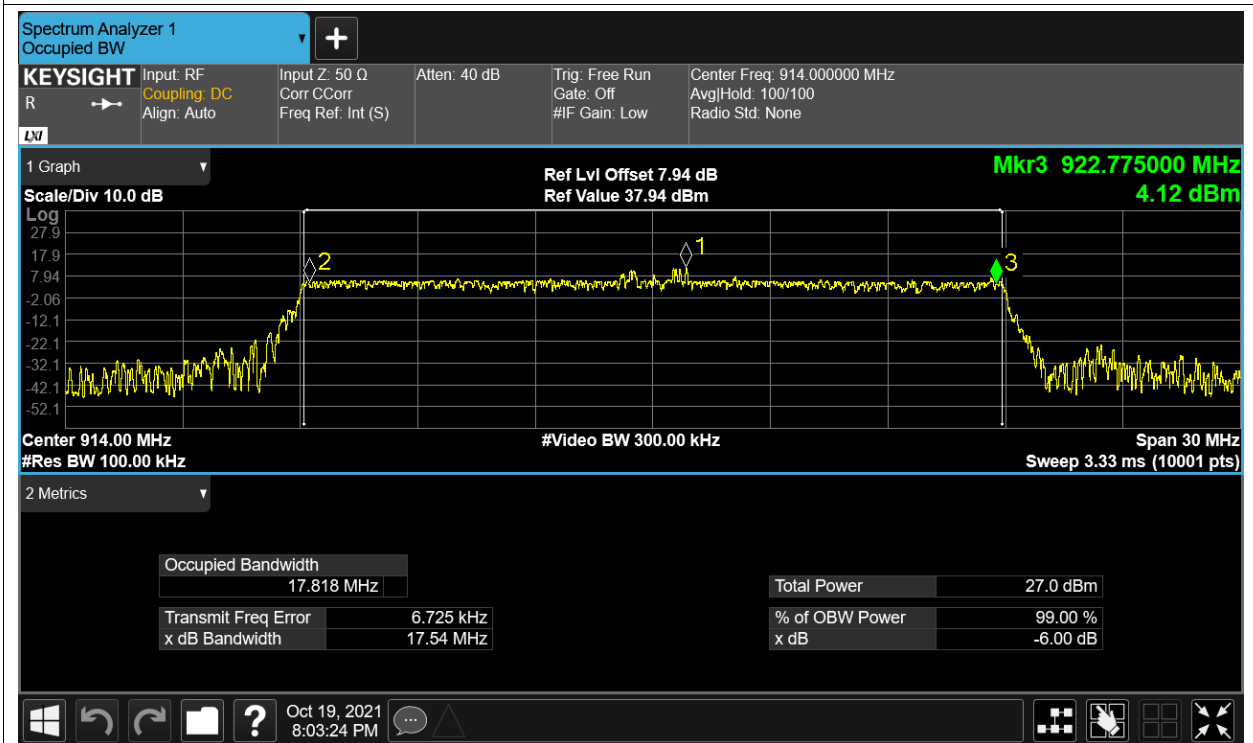 Spectrum Analyzer 1
Occupied BW
KEYSIGHT Input: RF Input Z: 50 Ω Atten: 40 dB Trig: Free Run Center Freq: 914.000000 MHz
R Coupling: DC Corr CCorr Gate: Off Avg|Hold: 100/100
Align: Auto Freq Ref: Int (S) #IF Gain: Low Radio Std: None
LXI
1 Graph Ref Lvl Offset 7.94 dB Mkr3 922.775000 MHz
Scale/Div 10.0 dB Ref Value 37.94 dBm 4.12 dBm
Log
27.9
17.9 1
7.94 2 3
-2.06
-12.1
-22.1
-32.1
-42.1
-52.1
Center 914.00 MHz #Video BW 300.00 kHz Span 30 MHz
#Res BW 100.00 kHz Sweep 3.33 ms (10001 pts)
2 Metrics
Occupied Bandwidth
17.818 MHz Total Power 27.0 dBm
Transmit Freq Error 6.725 kHz % of OBW Power 99.00 %
x dB Bandwidth 17.54 MHz x dB -6.00 dB
? Oct 19, 2021
8:03:24 PM